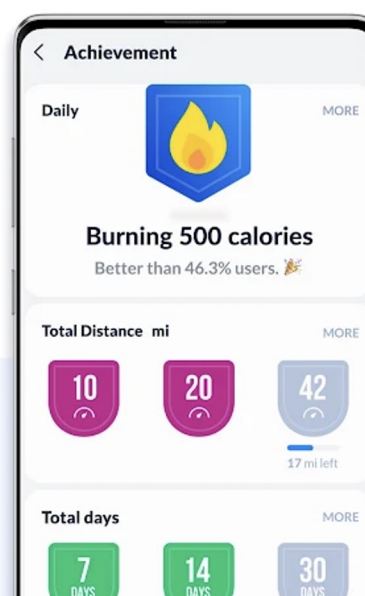 Achievement
Daily
MORE
Burning 500 calories
Better than 46.3% users. 🎉
Total Distance mi
MORE
10
20
42
17 mi left
Total days
MORE
7
14
30
DAYS
DAYS
DAYS